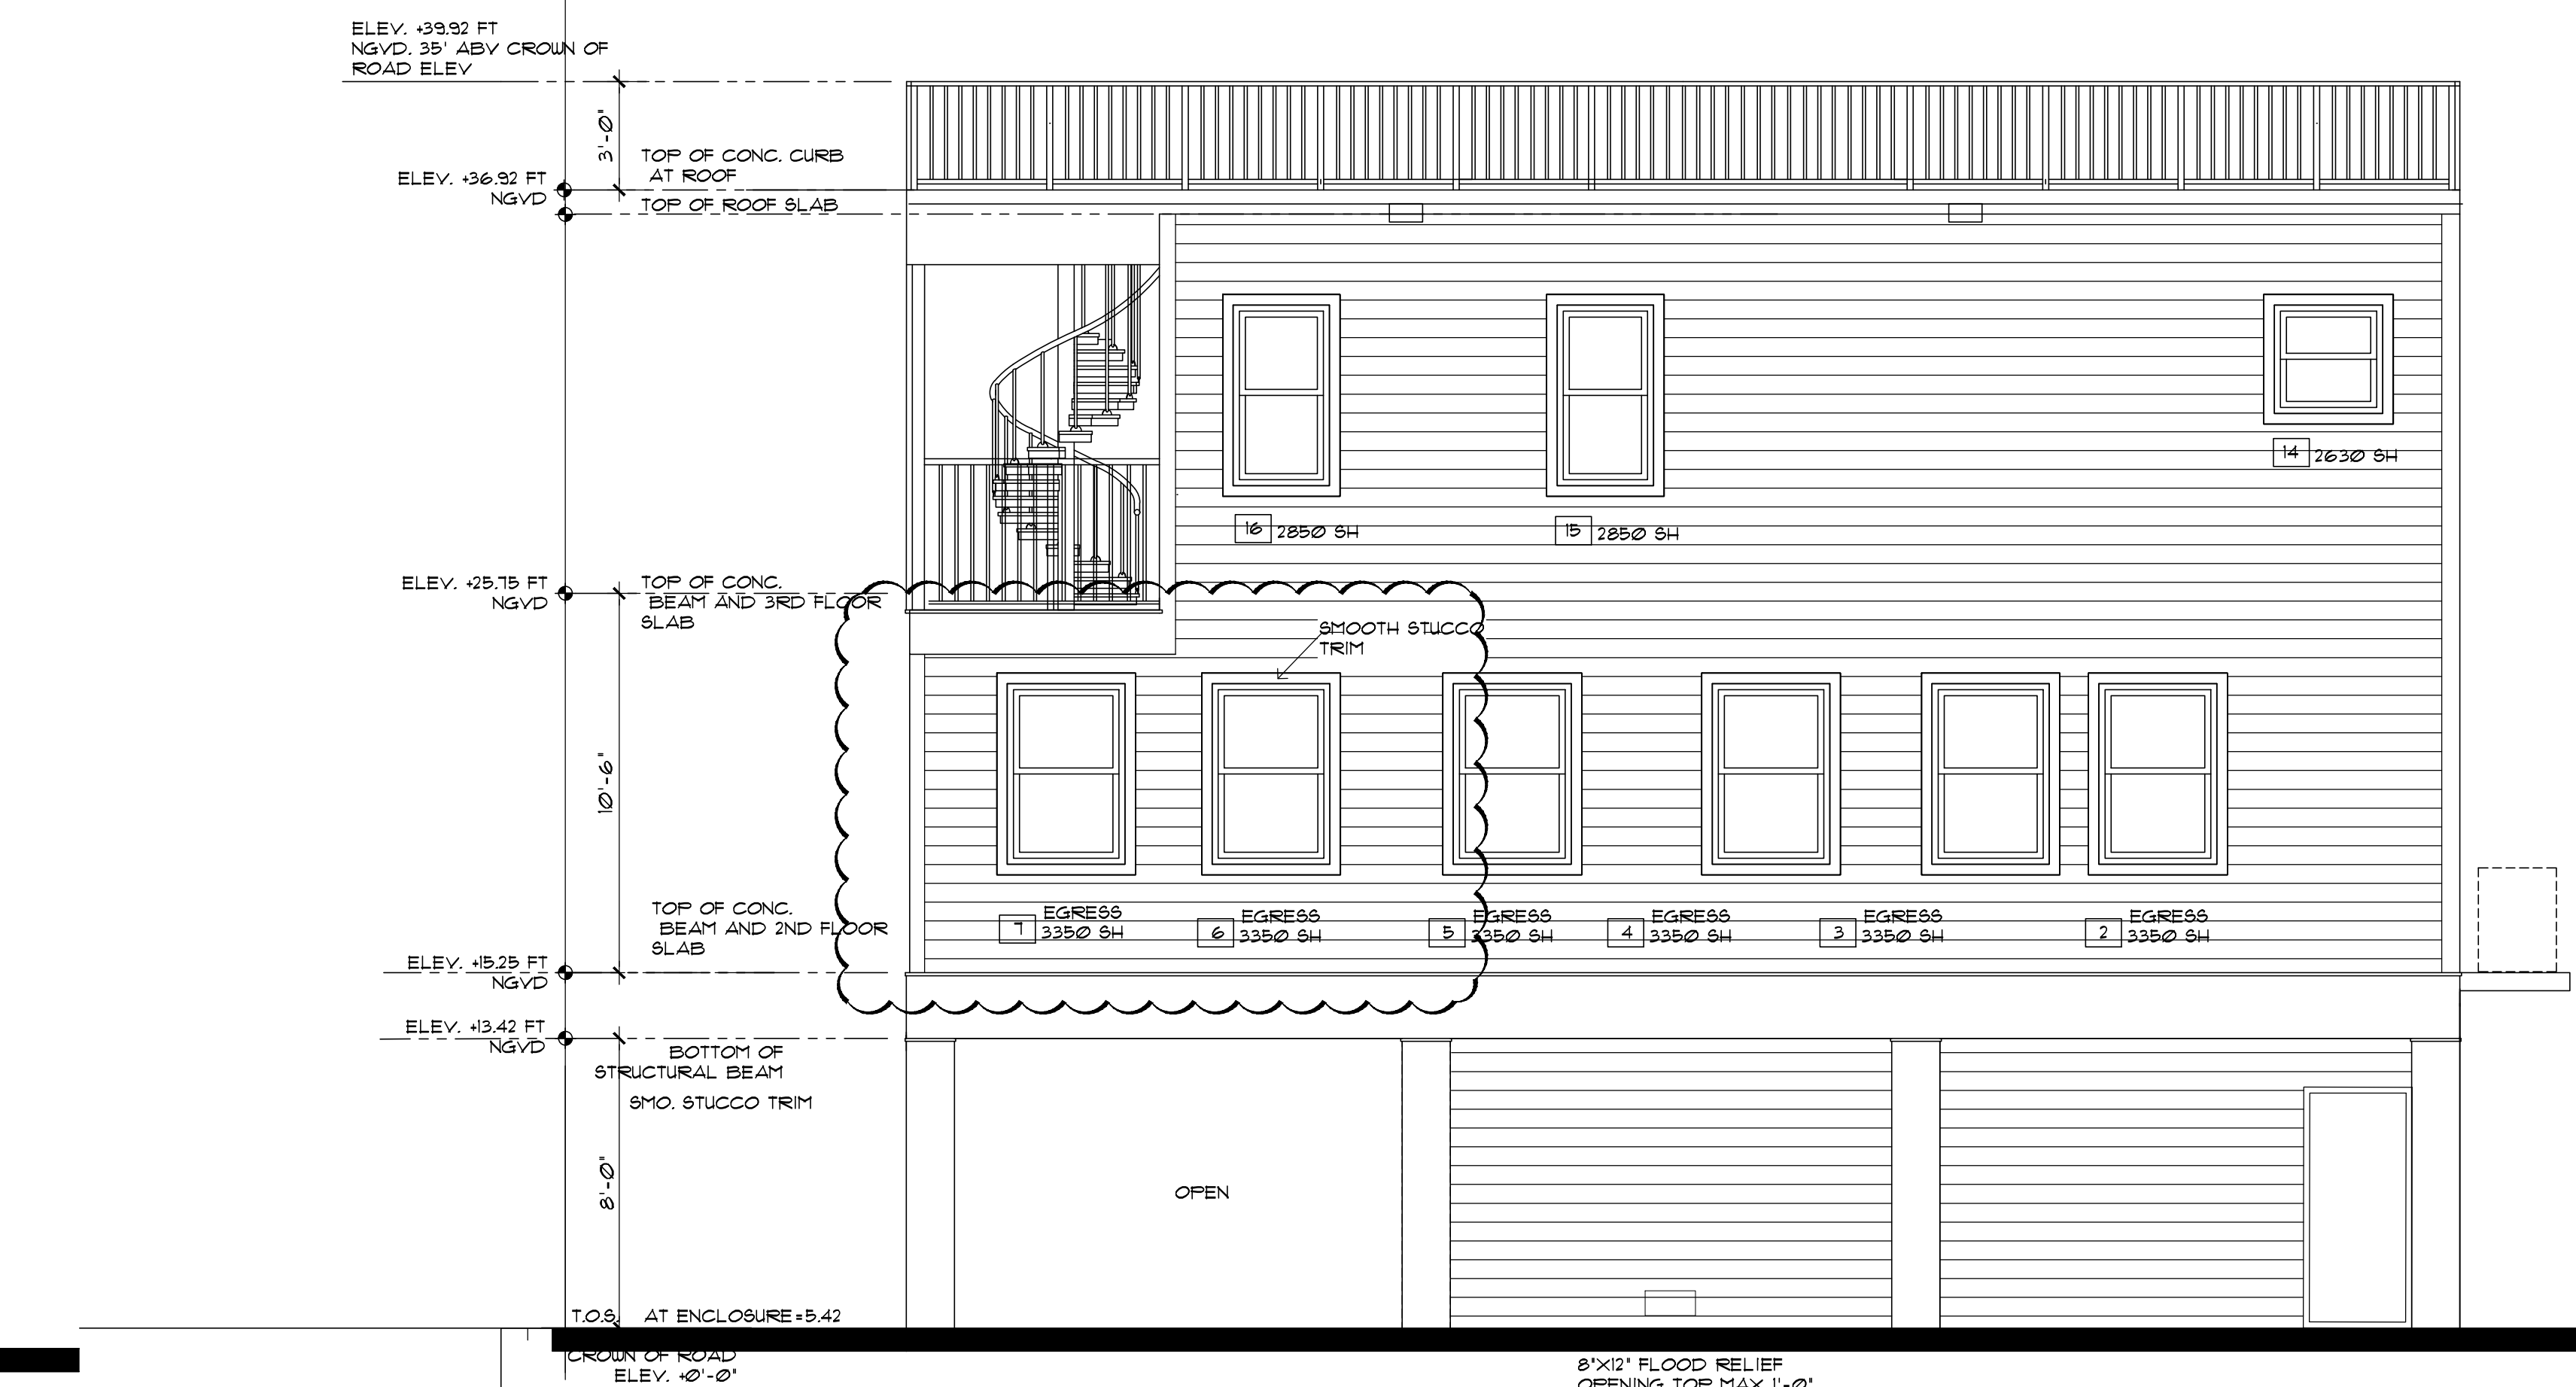 ELEV. +39.92 FT
NGVD. 35' ABV CROWN OF
ROAD ELEV
3'-0"
TOP OF CONC. CURB
AT ROOF
ELEV. +36.92 FT
NGVD
TOP OF ROOF SLAB
14 2630 SH
16 2850 SH
15 2850 SH
ELEV. +25.75 FT
NGVD
TOP OF CONC.
BEAM AND 3RD FLOOR
SLAB
SMOOTH STUCCO
TRIM
10'-6"
TOP OF CONC.
BEAM AND 2ND FLOOR
SLAB
7 EGRESS
3350 SH
6 EGRESS
3350 SH
5 EGRESS
3350 SH
4 EGRESS
3350 SH
3 EGRESS
3350 SH
2 EGRESS
3350 SH
ELEV. +15.25 FT
NGVD
ELEV. +13.42 FT
NGVD
BOTTOM OF
STRUCTURAL BEAM
SMO. STUCCO TRIM
8'-0"
OPEN
T.O.S. AT ENCLOSURE=5.42
CROWN OF ROAD
ELEV. +0'-0"
8"X12" FLOOD RELIEF
OPENING TOP MAX 1'-0"